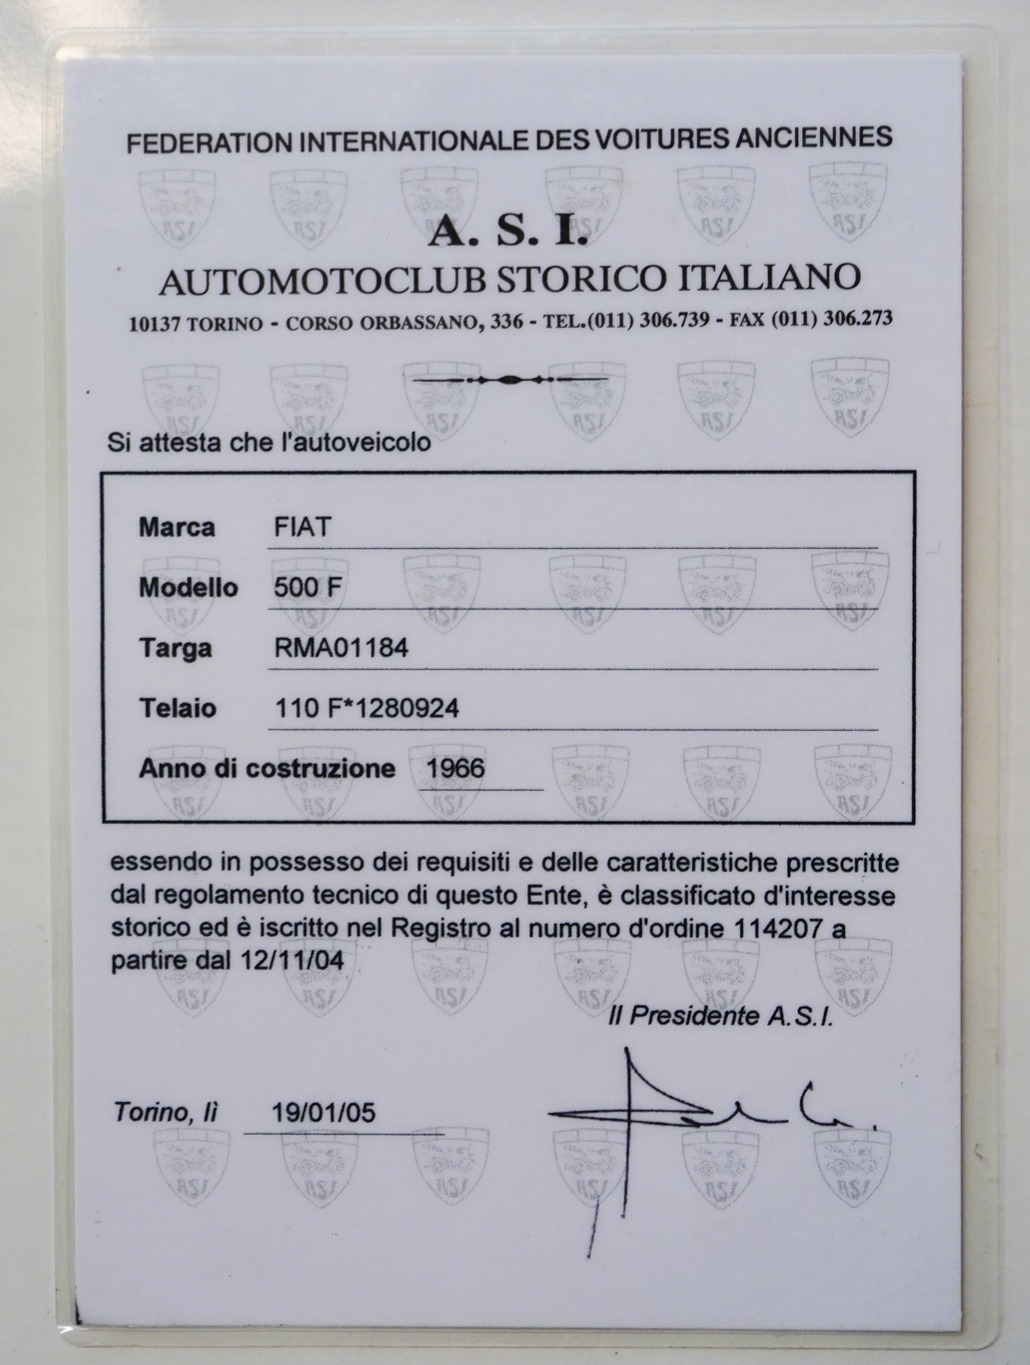 FEDERATION INTERNATIONALE DES VOITURES ANCIENNES
A. S. I.
AUTOMOTOCLUB STORICO ITALIANO
10137 TORINO - CORSO ORBASSANO, 336 - TEL.(011) 306.739 - FAX (011) 306.273
Si attesta che l'autoveicolo
Marca FIAT
Modello 500 F
Targa RMA01184
Telaio 110 F*1280924
Anno di costruzione 1966
essendo in possesso dei requisiti e delle caratteristiche prescritte
dal regolamento tecnico di questo Ente, è classificato d'interesse
storico ed è iscritto nel Registro al numero d'ordine 114207 a
partire dal 12/11/04
Il Presidente A.S.I.
Torino, lì 19/01/05